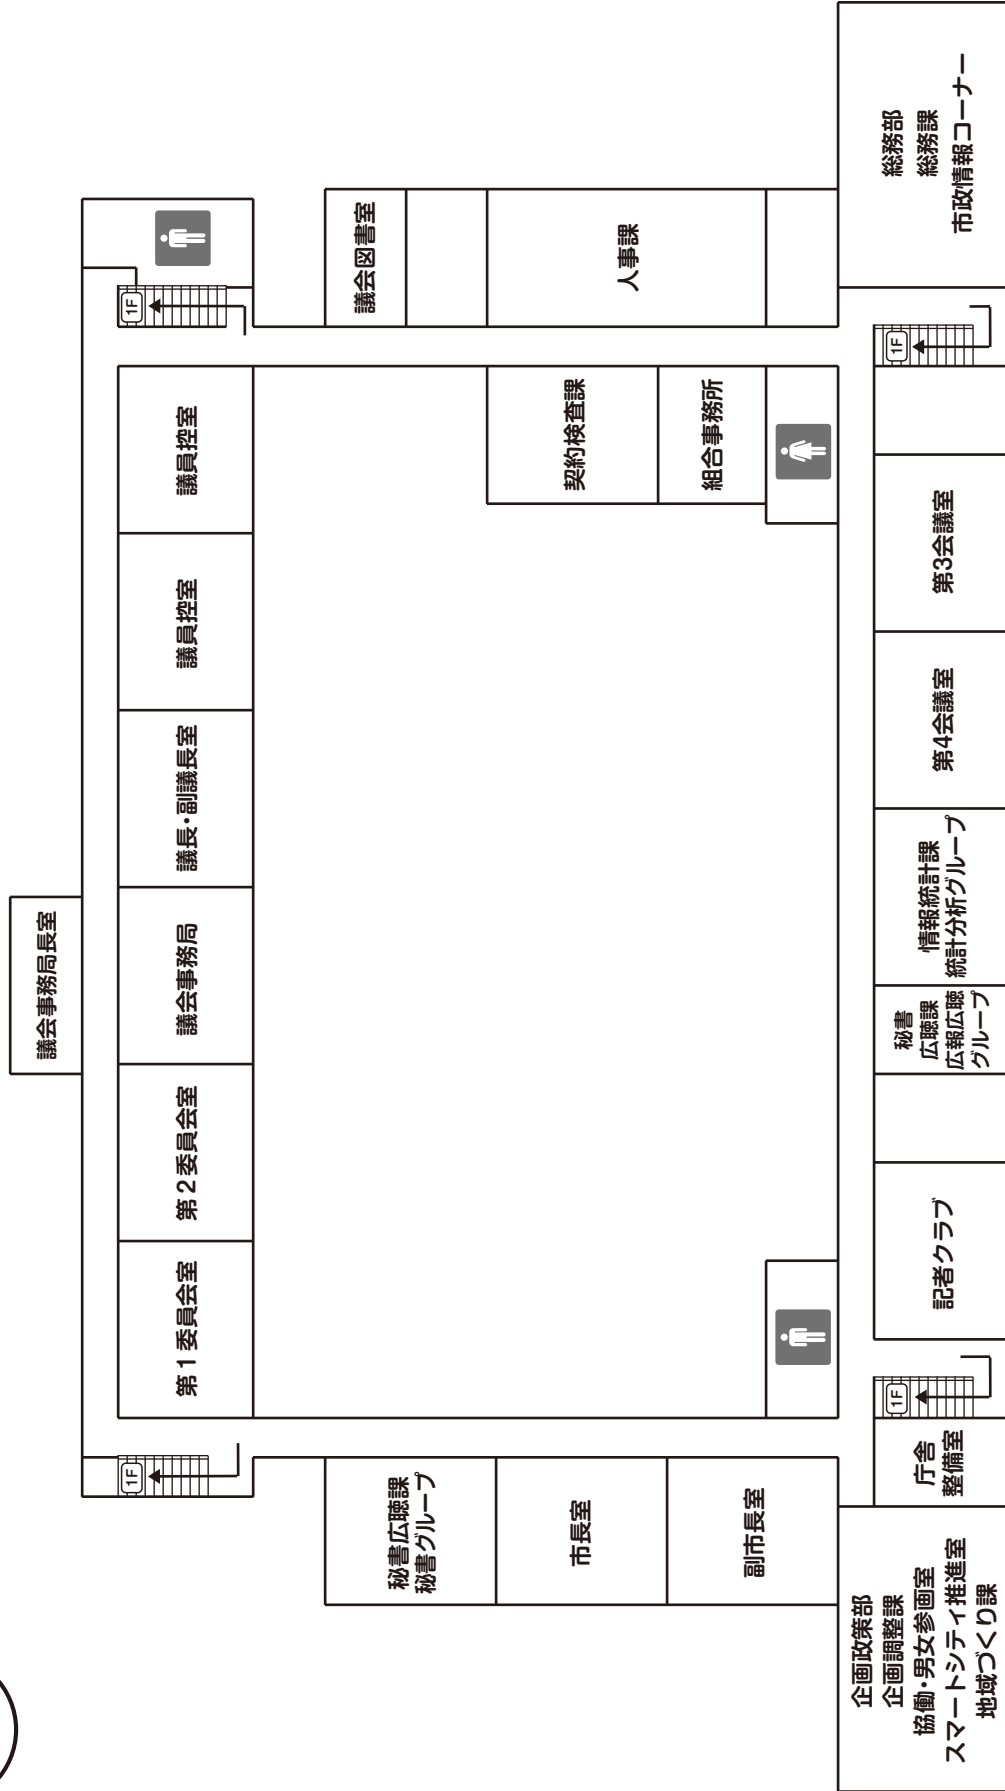 議会事務局長室
第1委員会室
第2委員会室
議会事務局
議長・副議長室
議員控室
議員控室
1F
1F
秘書広聴課
秘書グループ
市長室
副市長室
議会図書室
人事課
契約検査課
組合事務所
企画政策部
企画調整課
協働・男女参画室
スマートシティ推進室
地域づくり課
庁舎
整備室
1F
記者クラブ
秘書
広聴課
広報広聴
グループ
情報統計課
統計分析グループ
第4会議室
第3会議室
1F
総務部
総務課
市政情報コーナー